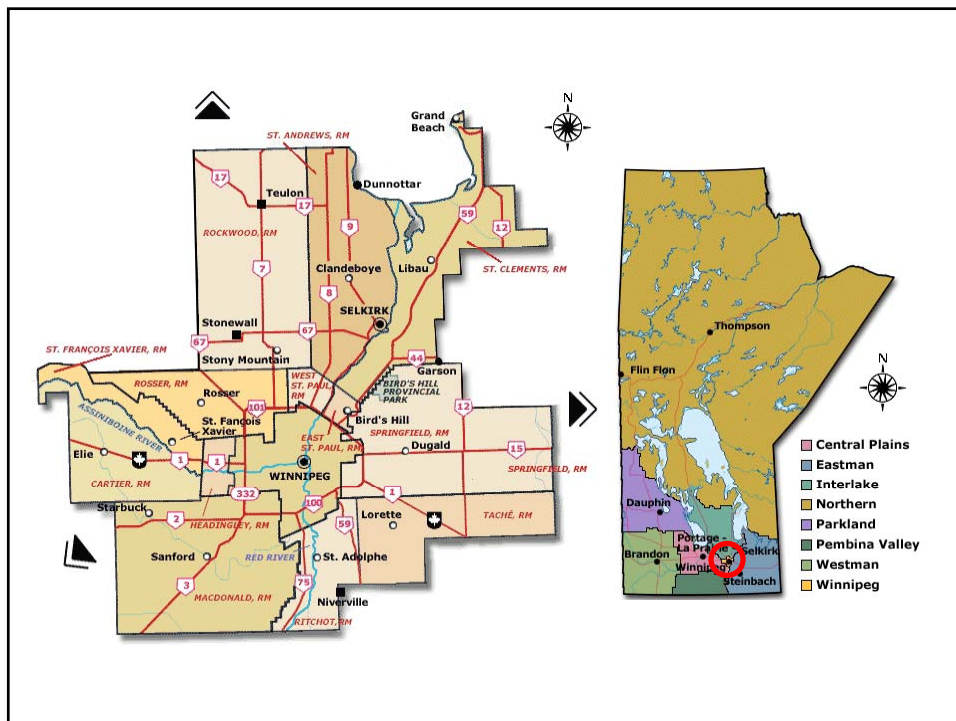 N
Grand
Beach
ST. ANDREWS, RM
17
Teulon
17
Dunnottar
9
59
12
ROCKWOOD, RM
7
Clandeboye
Libau
ST. CLEMENTS, RM
8
SELKIRK
Stonewall
67
67
Stony Mountain
44
Garson
ST. FRANÇOIS XAVIER, RM
ROSSER, RM
WEST
ST. PAUL,
RM
BIRD'S HILL
PROVINCIAL
PARK
Rosser
101
12
ASSINIBOINE RIVER
St. Fançois
Xavier
Bird's Hill
SPRINGFIELD, RM
EAST
ST. PAUL, RM
Dugald
15
Elie
1
1
SPRINGFIELD, RM
WINNIPEG
CARTIER, RM
332
100
1
Starbuck
2
HEADINGLEY, RM
59
Lorette
TACHÉ, RM
Sanford
RED RIVER
St. Adolphe
3
75
MACDONALD, RM
Niverville
RITCHOT, RM
N
Thompson
Flin Flon
Dauphin
Brandon
Portage -
La Prairie
Winnipeg
Selkirk
Steinbach
Central Plains
Eastman
Interlake
Northern
Parkland
Pembina Valley
Westman
Winnipeg